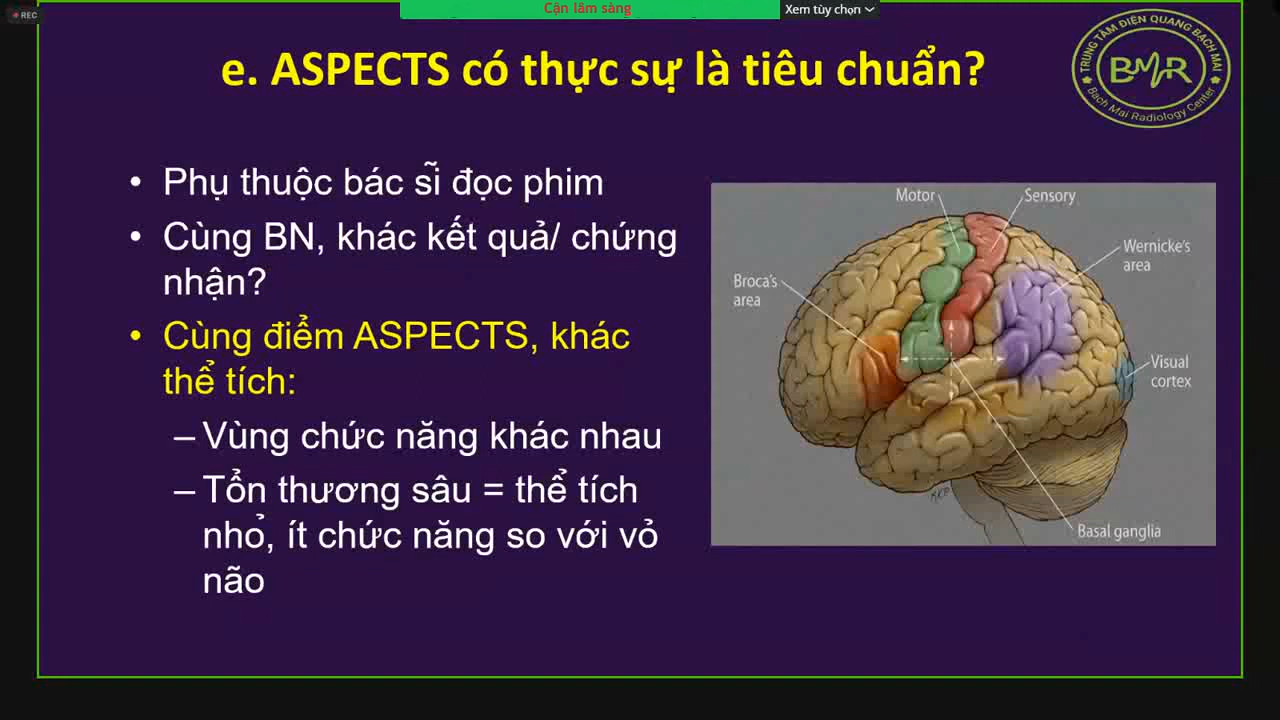 REC
Cận lâm sàng
Xem tùy chọn
e. ASPECTS có thực sự là tiêu chuẩn?
TRUNG TÂM ĐIỆN QUANG BẠCH MAI
BMR
Bach Mai Radiology Center
• Phụ thuộc bác sĩ đọc phim
• Cùng BN, khác kết quả/ chứng
nhận?
• Cùng điểm ASPECTS, khác
thể tích:
– Vùng chức năng khác nhau
– Tổn thương sâu = thể tích
nhỏ, ít chức năng so với vỏ
não
Motor
Sensory
Wernicke's
area
Broca's
area
Visual
cortex
Basal ganglia